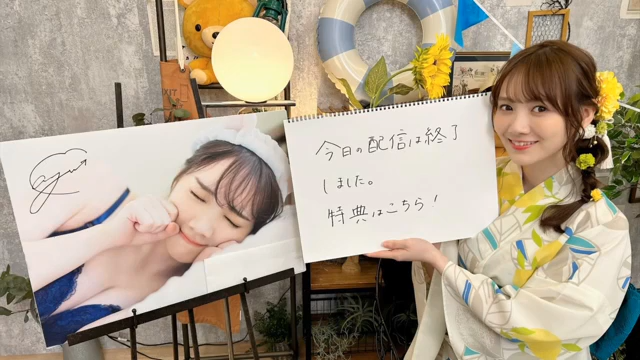 今日の配信は終了
しました。
特典はこちら！